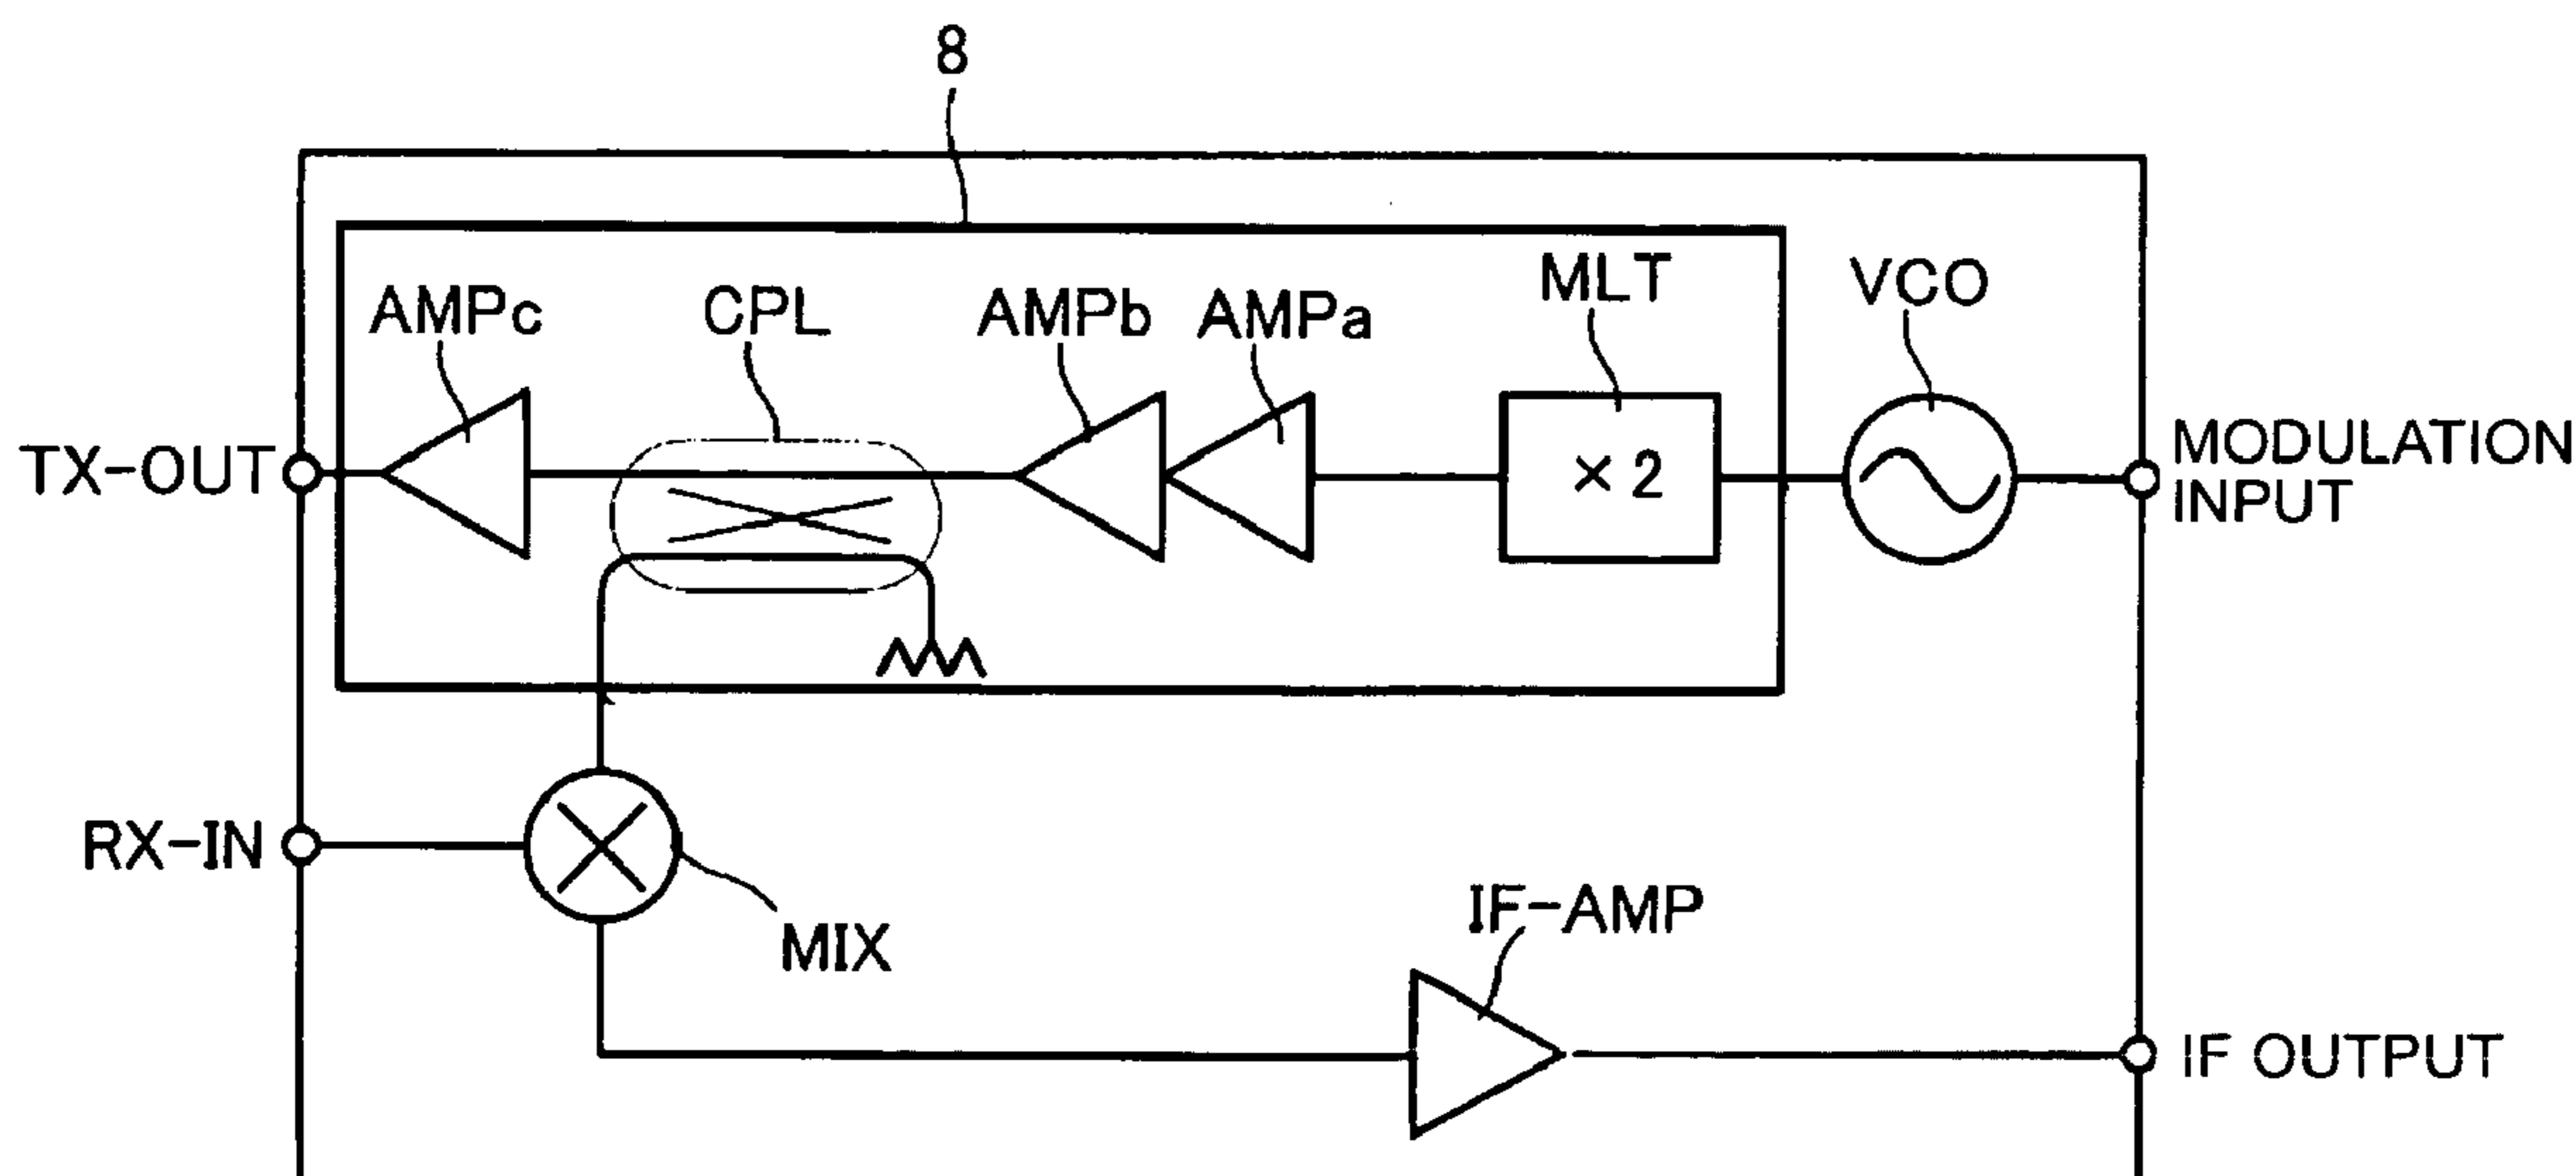 8
AMPc
CPL
AMPb
AMPa
MLT
VCO
TX-OUT
× 2
MODULATION
INPUT
RX-IN
MIX
IF-AMP
IF OUTPUT